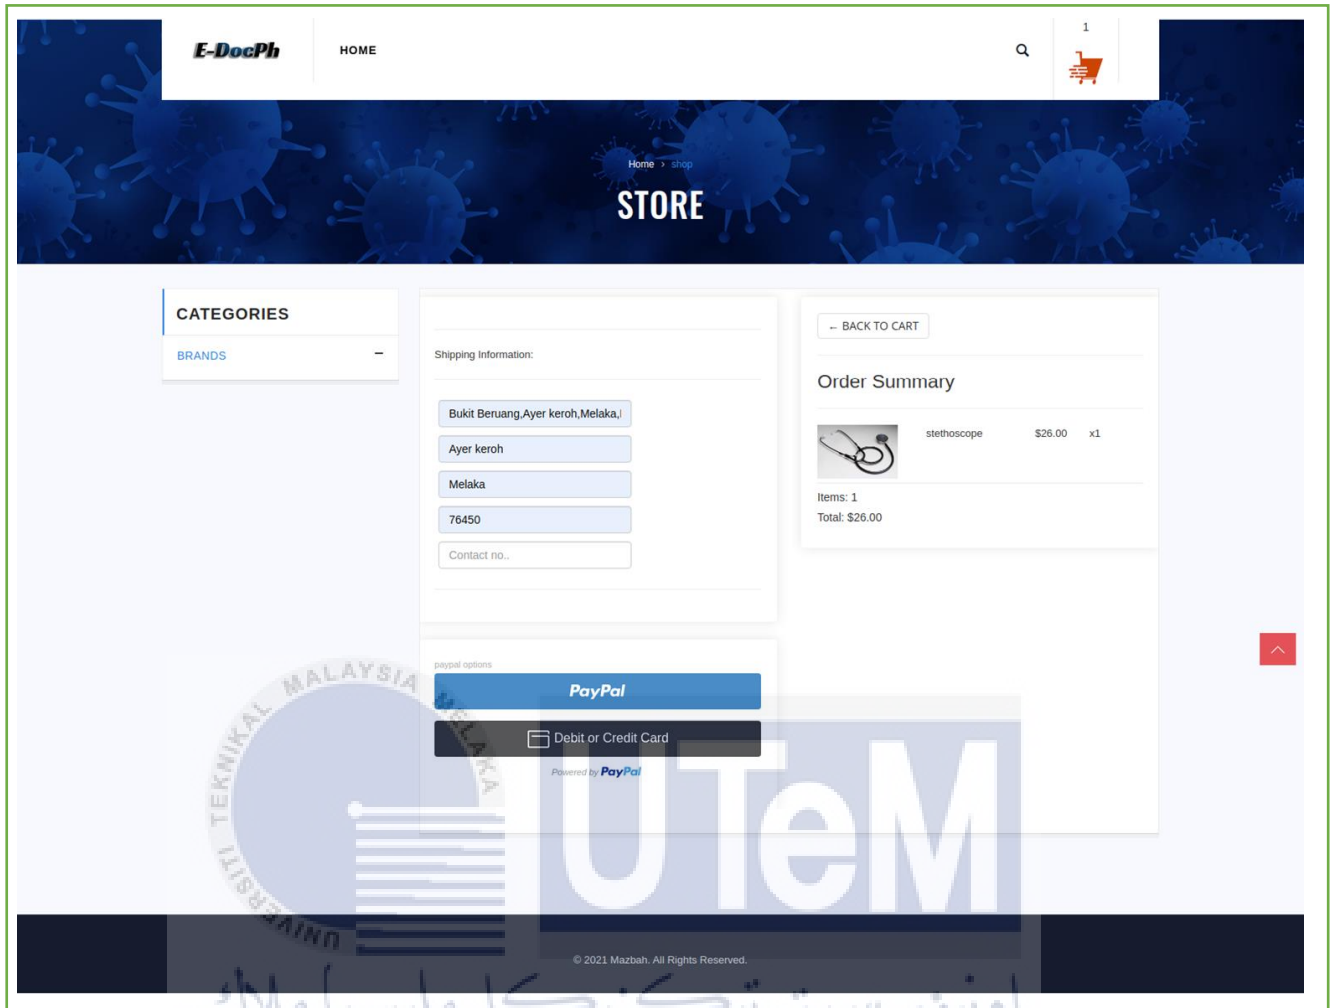 E-DocPh
HOME
1
Home › shop
STORE
CATEGORIES
BRANDS
Shipping Information:
Bukit Beruang,Ayer keroh,Melaka,
Ayer keroh
Melaka
76450
Contact no..
← BACK TO CART
Order Summary
stethoscope $26.00 x1
Items: 1
Total: $26.00
paypal options
PayPal
Debit or Credit Card
Powered by PayPal
UNIVERSITI TEKNIKAL MALAYSIA MELAKA
UTeM
© 2021 Mazbah. All Rights Reserved.